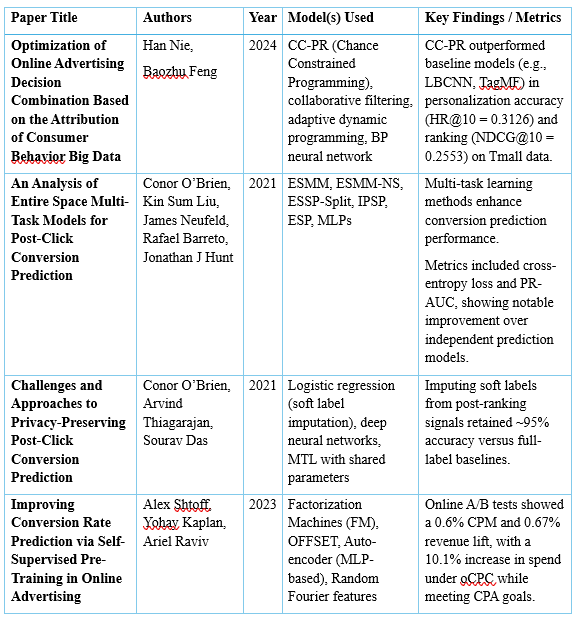 Paper Title
Authors
Year
Model(s) Used
Key Findings / Metrics
Optimization of
Online Advertising
Decision
Combination Based
on the Attribution
of Consumer
Behavior Big Data
Han Nie,
Baozhu Feng
2024
CC-PR (Chance
Constrained
Programming),
collaborative filtering,
adaptive dynamic
programming, BP
neural network
CC-PR outperformed
baseline models (e.g.,
LBCNN, TagMF) in
personalization accuracy
(HR@10 = 0.3126) and
ranking (NDCG@10 =
0.2553) on Tmall data.
An Analysis of
Entire Space Multi-
Task Models for
Post-Click
Conversion
Prediction
Conor O’Brien,
Kin Sum Liu,
James Neufeld,
Rafael Barreto,
Jonathan J Hunt
2021
ESMM, ESMM-NS,
ESSP-Split, IPSP,
ESP, MLPs
Multi-task learning
methods enhance
conversion prediction
performance.
Metrics included cross-
entropy loss and PR-
AUC, showing notable
improvement over
independent prediction
models.
Challenges and
Approaches to
Privacy-Preserving
Post-Click
Conversion
Prediction
Conor O’Brien,
Arvind
Thiagarajan,
Sourav Das
2021
Logistic regression
(soft label
imputation), deep
neural networks,
MTL with shared
parameters
Imputing soft labels
from post-ranking
signals retained ~95%
accuracy versus full-
label baselines.
Improving
Conversion Rate
Prediction via Self-
Supervised Pre-
Training in Online
Advertising
Alex Shtoff,
Yohay Kaplan,
Ariel Raviv
2023
Factorization
Machines (FM),
OFFSET, Auto-
encoder (MLP-
based), Random
Fourier features
Online A/B tests showed
a 0.6% CPM and 0.67%
revenue lift, with a
10.1% increase in spend
under oCPC while
meeting CPA goals.